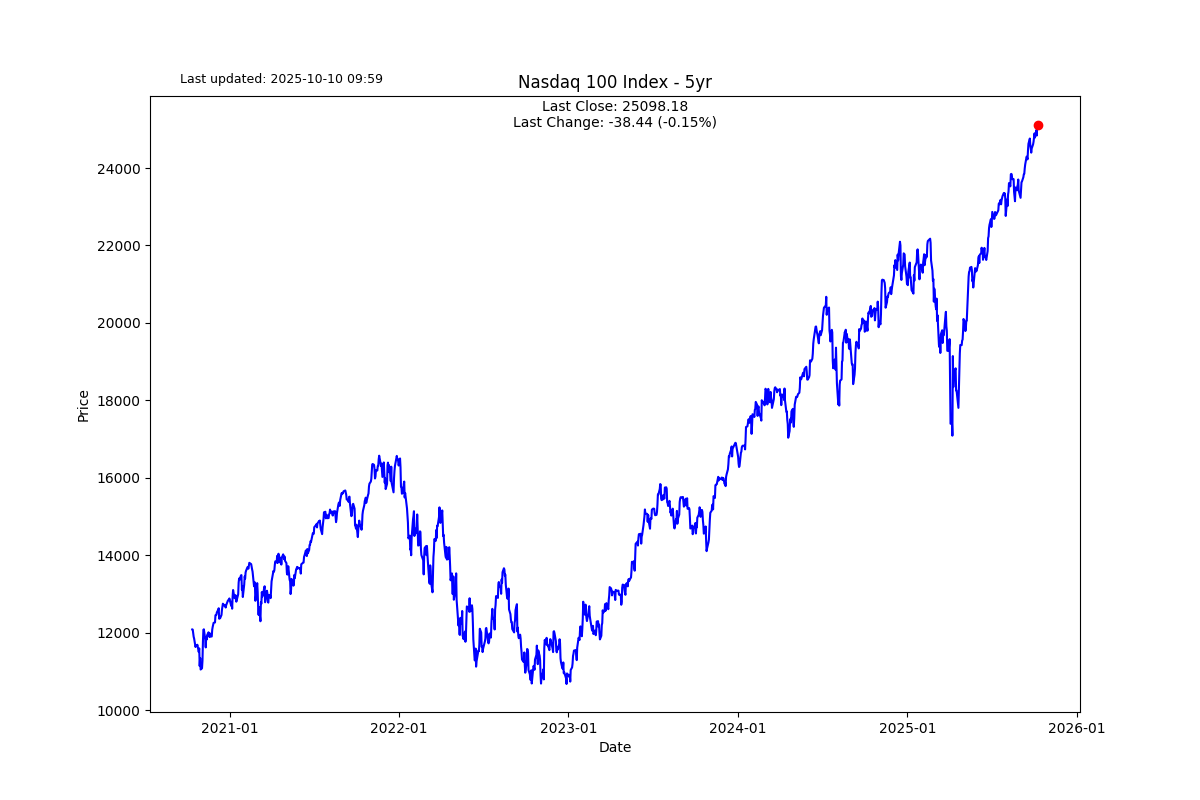 Last updated: 2025-10-10 09:59
Nasdaq 100 Index - 5yr
Last Close: 25098.18
Last Change: -38.44 (-0.15%)
24000
22000
20000
18000
16000
14000
12000
10000
Price
2021-01
2022-01
2023-01
2024-01
2025-01
2026-01
Date